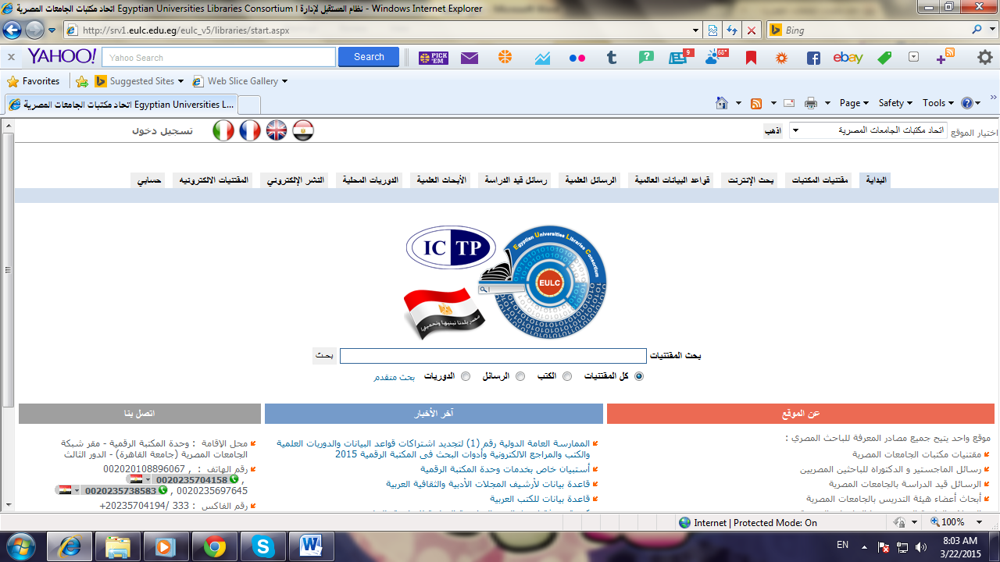 اتحاد مكتبات الجامعات المصرية Egyptian Universities Libraries Consortium | نظام المستقبل لإدارة - Windows Internet Explorer
http://srv1.eulc.edu.eg/eulc_v5/libraries/start.aspx
Bing
YAHOO!
Yahoo Search
Search
PICK 'EM
9
68°
ebay
Favorites
Suggested Sites
Web Slice Gallery
اتحاد مكتبات الجامعات المصرية Egyptian Universities L...
Page
Safety
Tools
اختيار الموقع
اتحاد مكتبات الجامعات المصرية
اذهب
تسجيل دخول
البداية
مقتنيات المكتبات
بحث الإنترنت
قواعد البيانات العالمية
الرسائل العلمية
رسائل قيد الدراسة
الأبحاث العلمية
الدوريات المحلية
النشر الإلكتروني
المقتنيات الالكترونيه
حسابي
IC TP
Egyptian Universities Libraries Consortium
EULC
بحث المقتنيات
بحث
كل المقتنيات
الكتب
الرسائل
الدوريات
بحث متقدم
عن الموقع
موقع واحد يتيح جميع مصادر المعرفة للباحث المصري :
مقتنيات مكتبات الجامعات المصرية
رسائل الماجستير و الدكتوراه للباحثين المصريين
الرسائل قيد الدراسة بالجامعات المصرية
أبحاث أعضاء هيئة التدريس بالجامعات المصرية
آخر الأخبار
الممارسة العامة الدولية رقم (1) لتجديد اشتراكات قواعد البيانات والدوريات العلمية
والكتب والمراجع الالكترونية وأدوات البحث فى المكتبة الرقمية 2015
أستبيان خاص بخدمات وحدة المكتبة الرقمية
قاعدة بيانات لأرشيف المجلات الأدبية والثقافية العربية
قاعدة بيانات للكتب العربية
اتصل بنا
محل الإقامة : وحدة المكتبة الرقمية - مقر شبكة
الجامعات المصرية (جامعة القاهرة) - الدور الثالث
رقم الهاتف : , 002020108896067
, 0020235704158
0020235697645 , 0020235738583
رقم الفاكس : 333 /20235704194+
Internet | Protected Mode: On
100%
EN
8:03 AM
3/22/2015